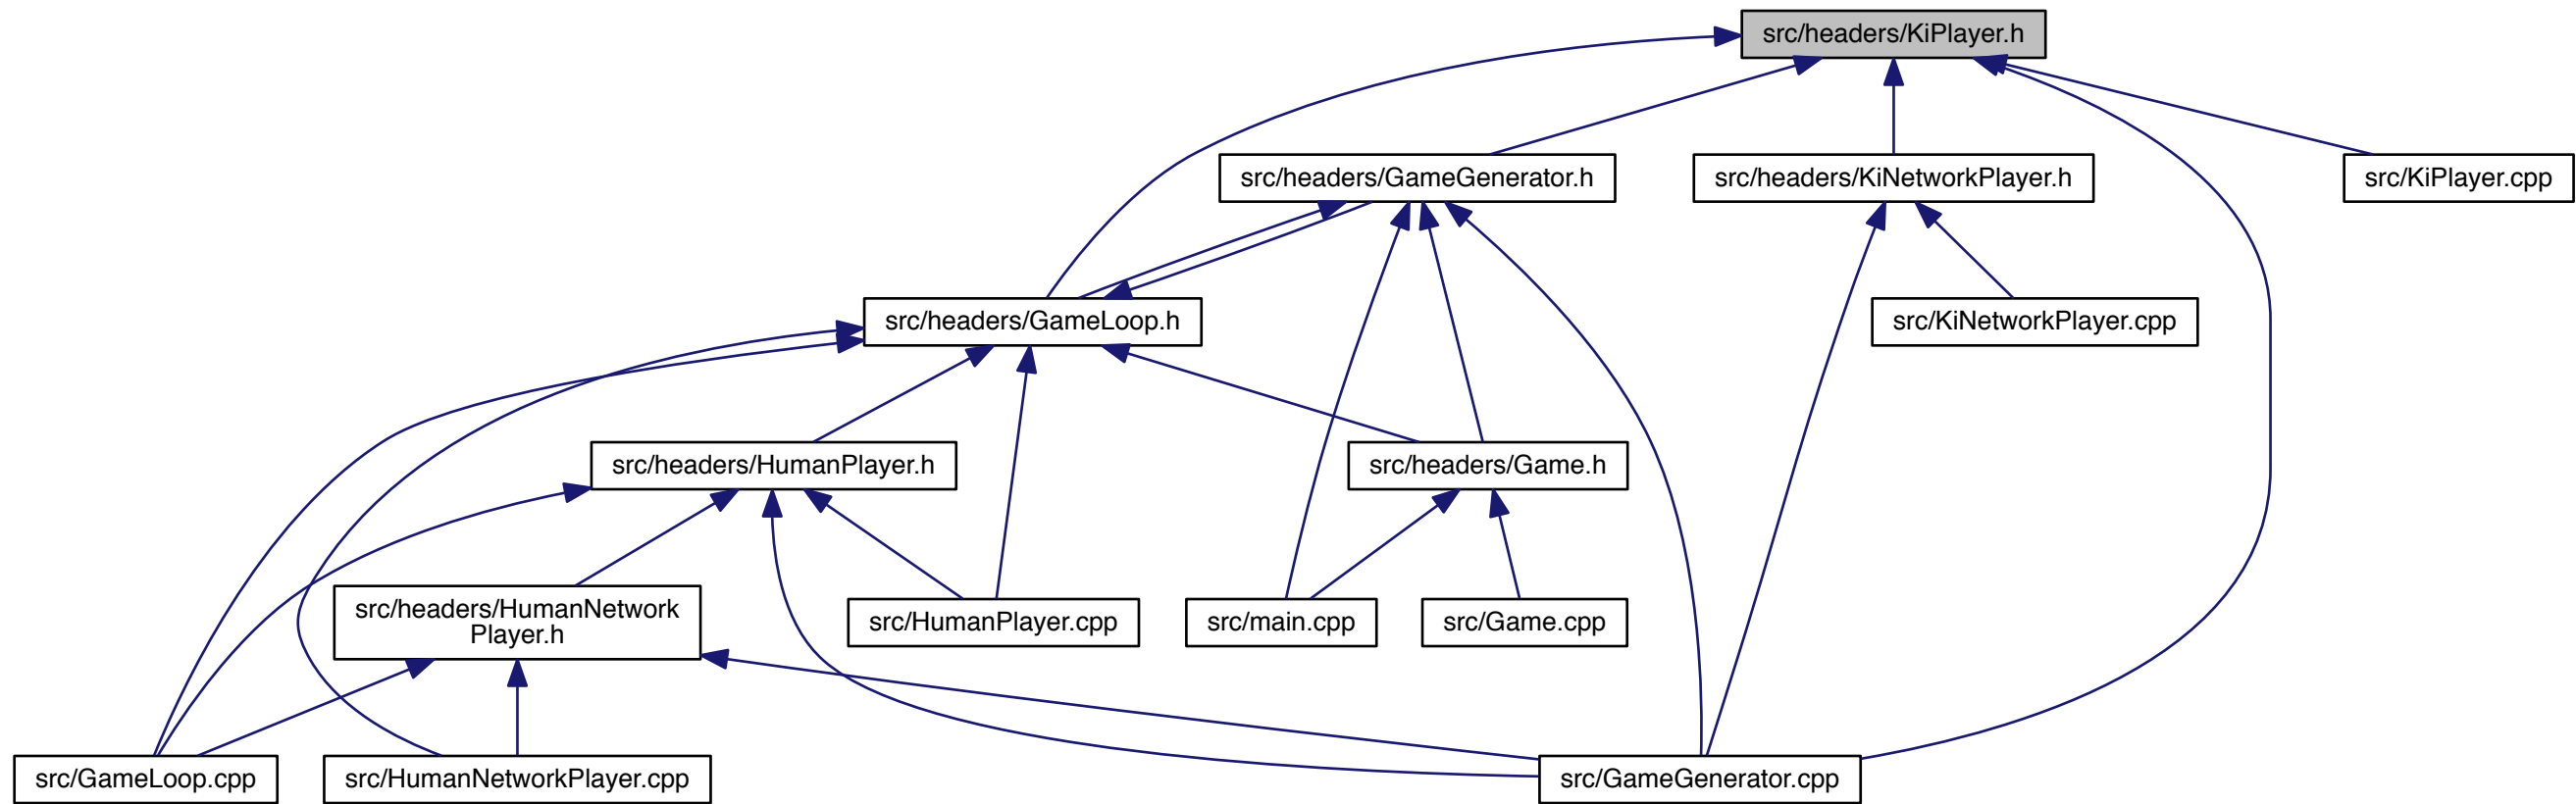 src/headers/KiPlayer.h
src/headers/GameGenerator.h
src/headers/KiNetworkPlayer.h
src/KiPlayer.cpp
src/headers/GameLoop.h
src/KiNetworkPlayer.cpp
src/headers/HumanPlayer.h
src/headers/Game.h
src/headers/HumanNetwork
Player.h
src/HumanPlayer.cpp
src/main.cpp
src/Game.cpp
src/GameLoop.cpp
src/HumanNetworkPlayer.cpp
src/GameGenerator.cpp